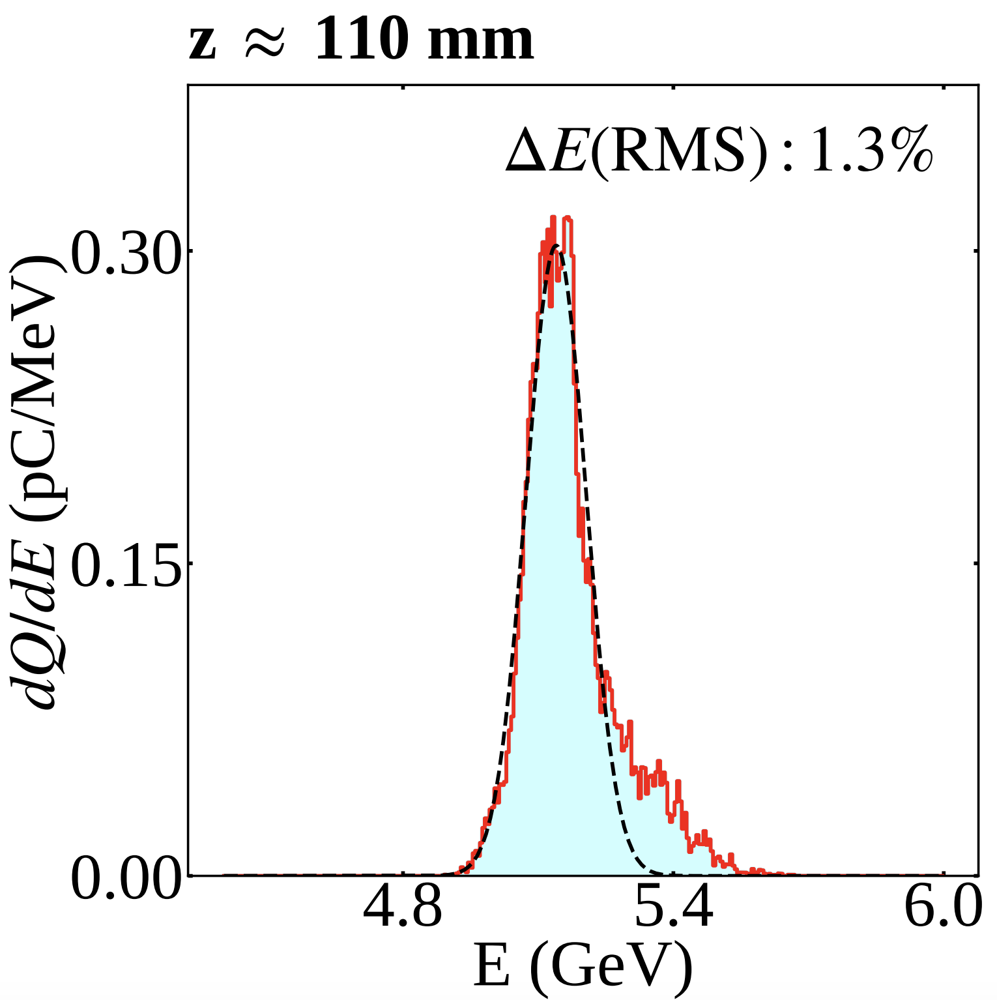 z ≈ 110 mm
ΔE(RMS) : 1.3%
0.30
0.15
0.00
dQ/dE (pC/MeV)
4.8 5.4 6.0
E (GeV)